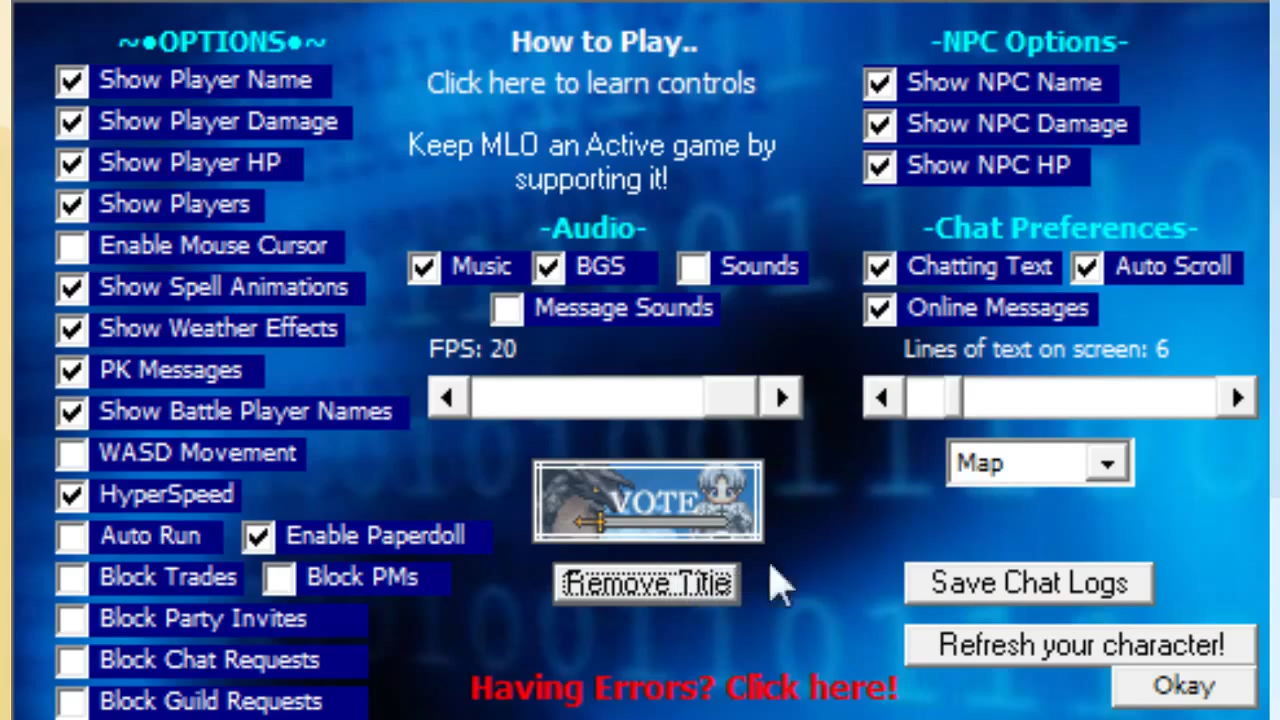 ~●OPTIONS●~
Show Player Name
Show Player Damage
Show Player HP
Show Players
Enable Mouse Cursor
Show Spell Animations
Show Weather Effects
PK Messages
Show Battle Player Names
WASD Movement
HyperSpeed
Auto Run Enable Paperdoll
Block Trades Block PMs
Block Party Invites
Block Chat Requests
Block Guild Requests
How to Play..
Click here to learn controls
Keep MLO an Active game by
supporting it!
-Audio-
Music BGS Sounds
Message Sounds
FPS: 20
VOTE
Remove Title
Having Errors? Click here!
-NPC Options-
Show NPC Name
Show NPC Damage
Show NPC HP
-Chat Preferences-
Chatting Text Auto Scroll
Online Messages
Lines of text on screen: 6
Map
Save Chat Logs
Refresh your character!
Okay